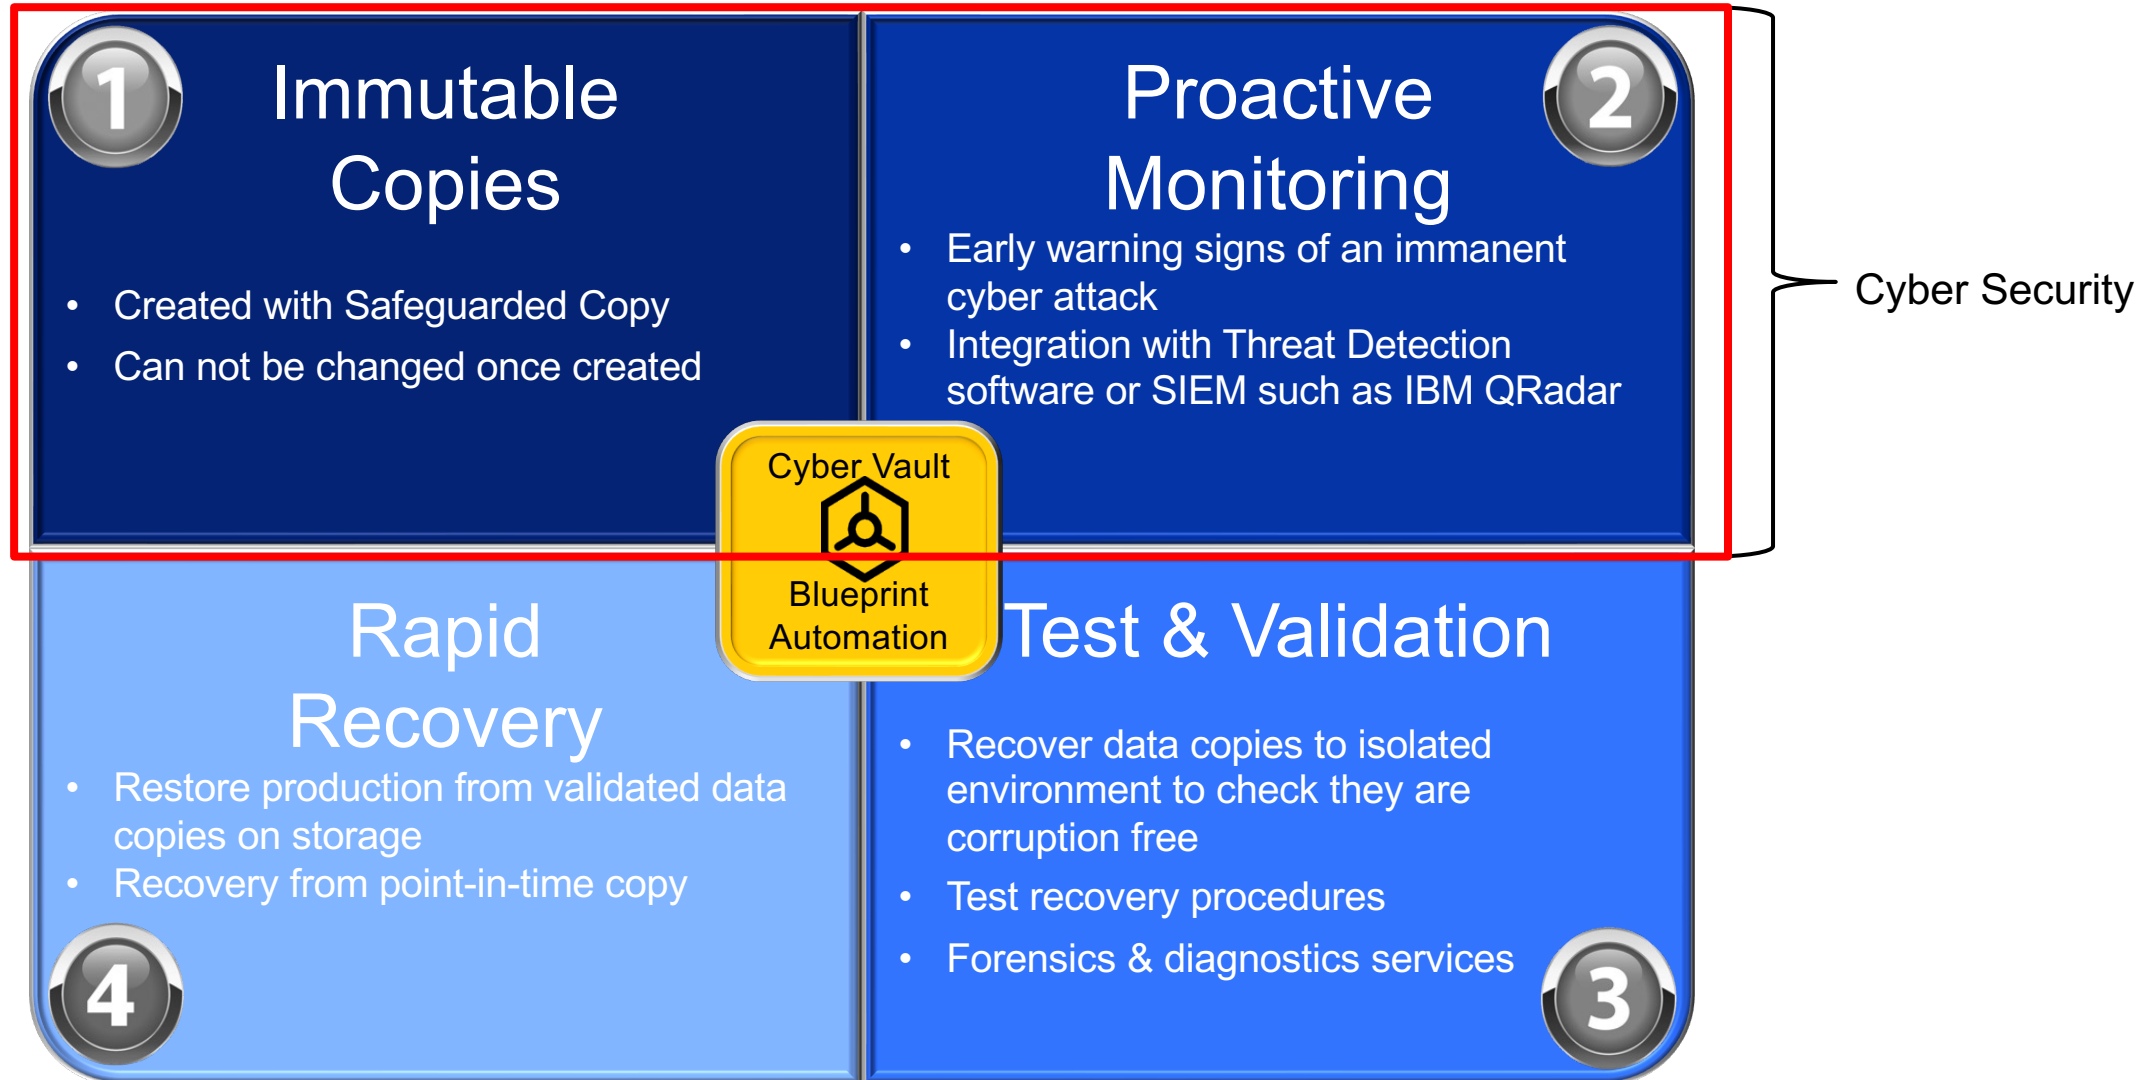 1
Immutable
Copies
• Created with Safeguarded Copy
• Can not be changed once created
Proactive
Monitoring
2
• Early warning signs of an immanent
cyber attack
• Integration with Threat Detection
software or SIEM such as IBM QRadar
Cyber Security
Cyber Vault
Blueprint
Automation
Rapid
Recovery
• Restore production from validated data
copies on storage
• Recovery from point-in-time copy
4
Test & Validation
• Recover data copies to isolated
environment to check they are
corruption free
• Test recovery procedures
• Forensics & diagnostics services
3